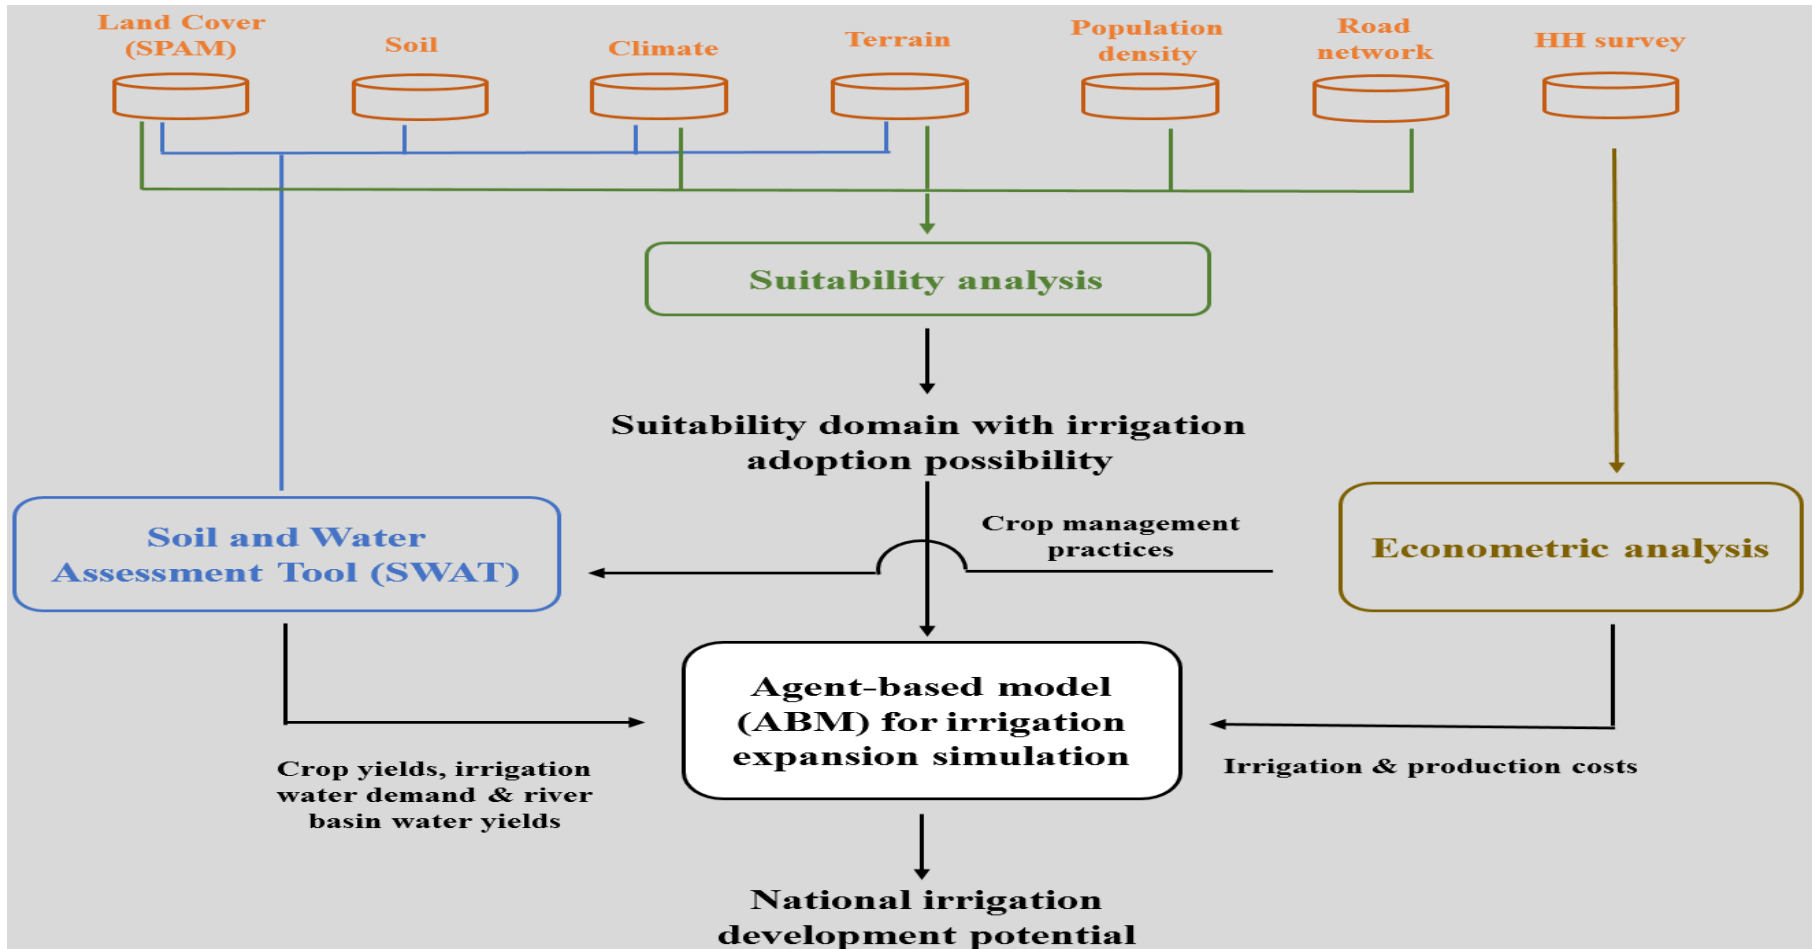 Land Cover
(SPAM)
Soil
Climate
Terrain
Population
density
Road
network
HH survey
Suitability analysis
Suitability domain with irrigation
adoption possibility
Crop management
practices
Soil and Water
Assessment Tool (SWAT)
Econometric analysis
Agent-based model
(ABM) for irrigation
expansion simulation
Crop yields, irrigation
water demand & river
basin water yields
Irrigation & production costs
National irrigation
development potential